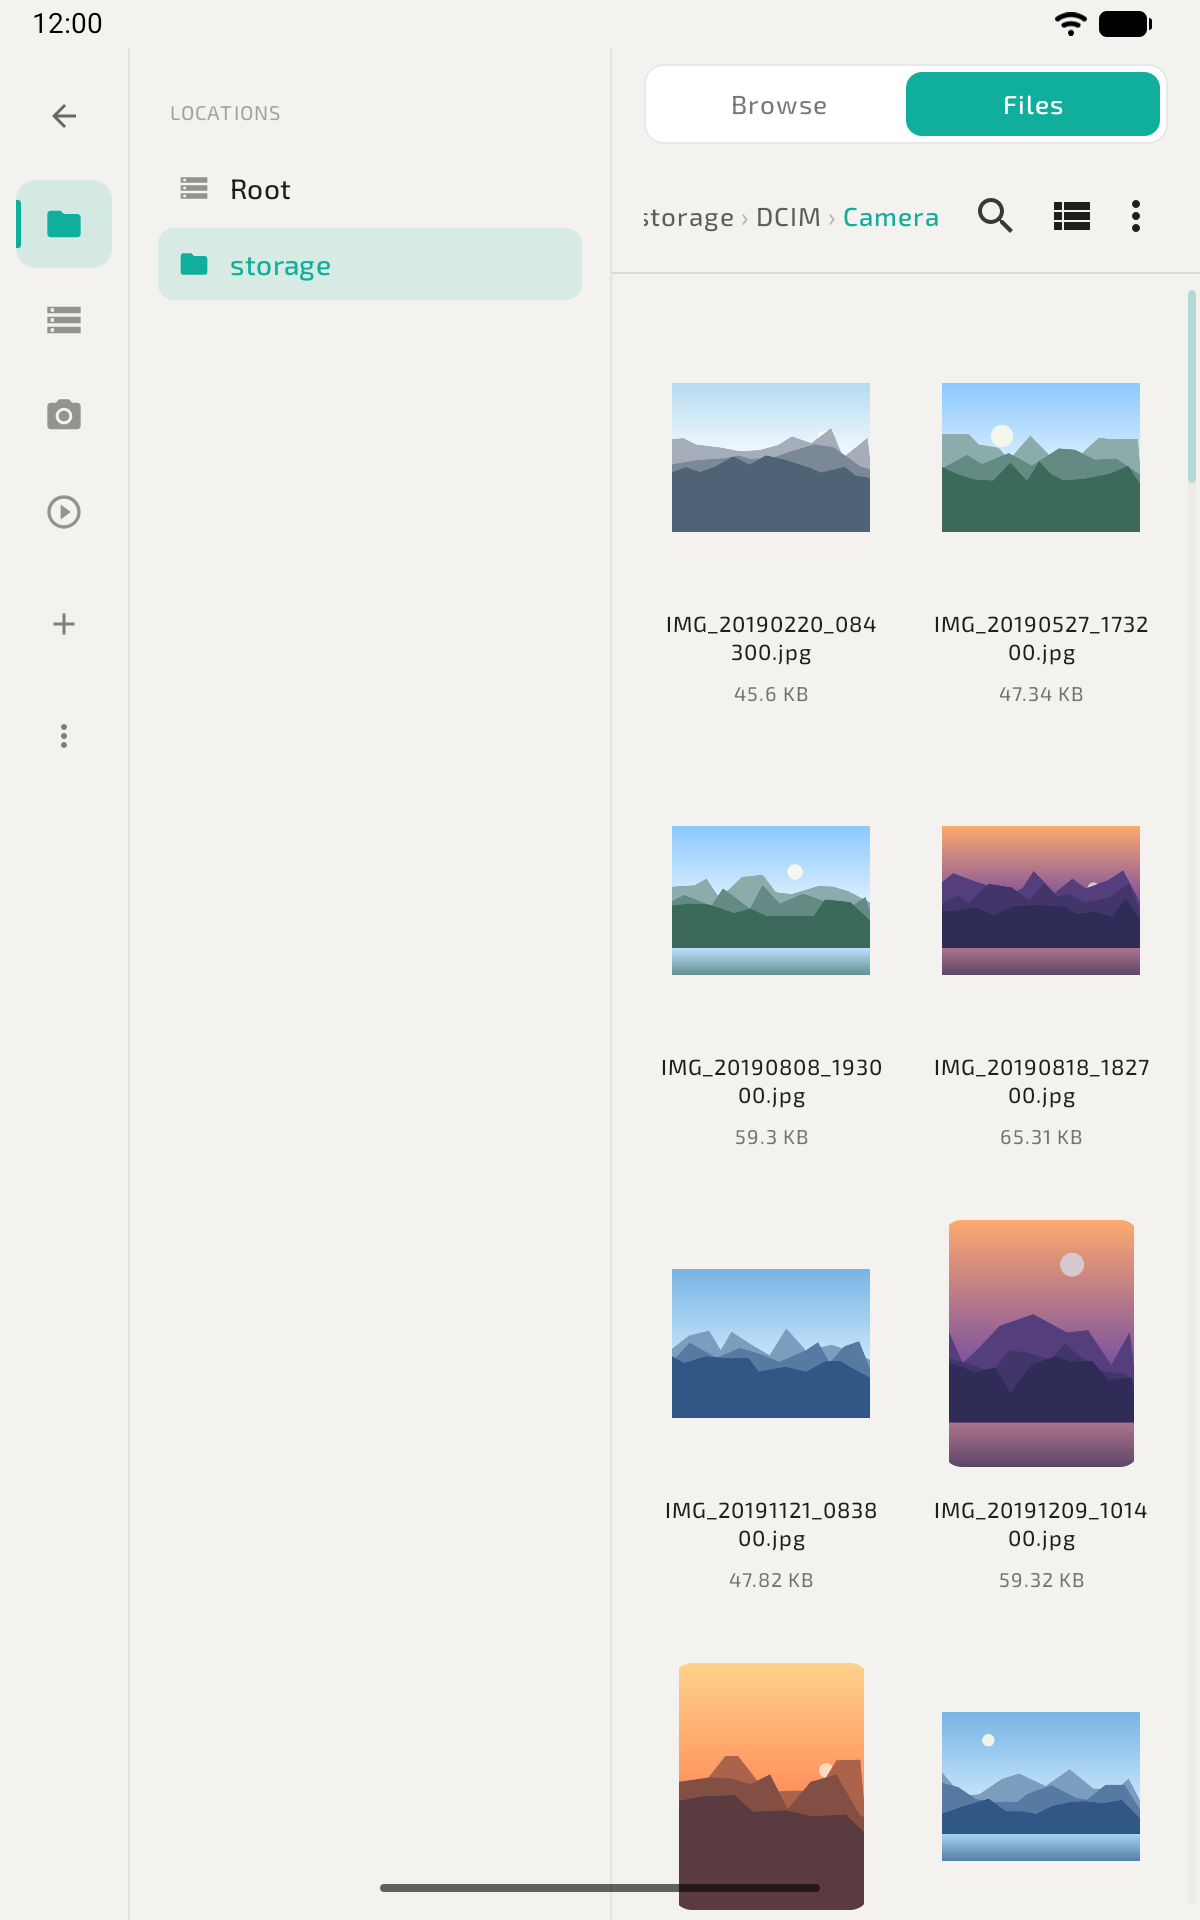 12:00
LOCATIONS
Root
storage
Browse
Files
storage › DCIM › Camera
IMG_20190220_084
300.jpg
45.6 KB
IMG_20190527_1732
00.jpg
47.34 KB
IMG_20190808_1930
00.jpg
59.3 KB
IMG_20190818_1827
00.jpg
65.31 KB
IMG_20191121_0838
00.jpg
47.82 KB
IMG_20191209_1014
00.jpg
59.32 KB